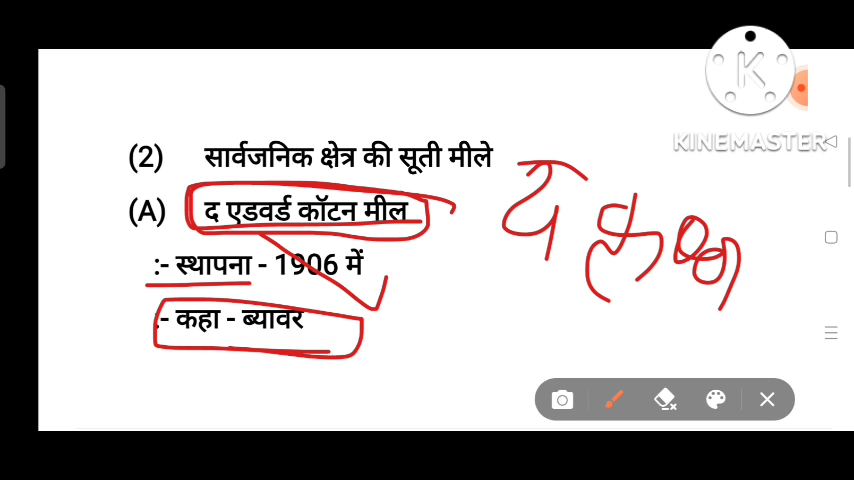 KINEMASTER
(2) सार्वजनिक क्षेत्र की सूती मीले
(A) द एडवर्ड कॉटन मील
:- स्थापना - 1906 में
:- कहा - ब्यावर